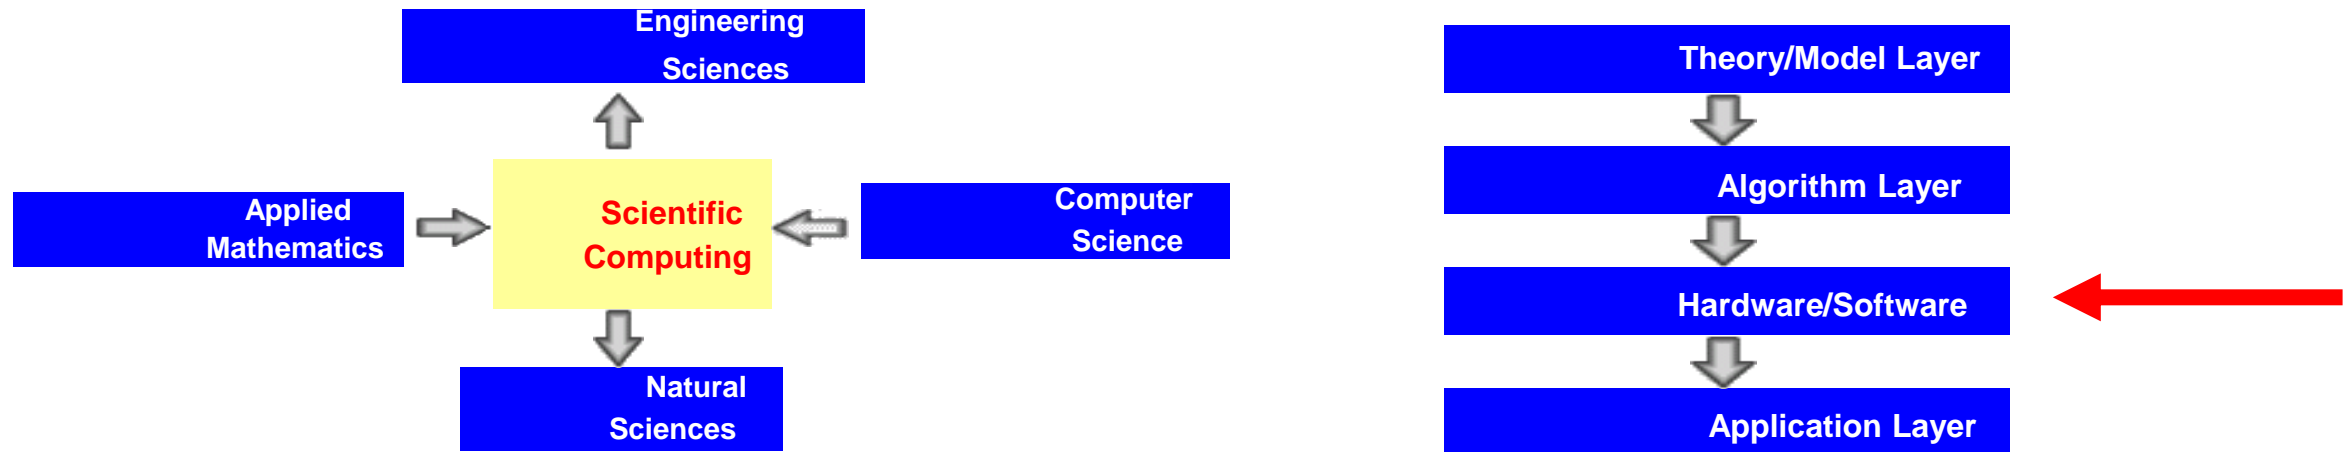 Engineering
Sciences
Applied
Mathematics
Scientific
Computing
Computer
Science
Natural
Sciences
Theory/Model Layer
Algorithm Layer
Hardware/Software
Application Layer